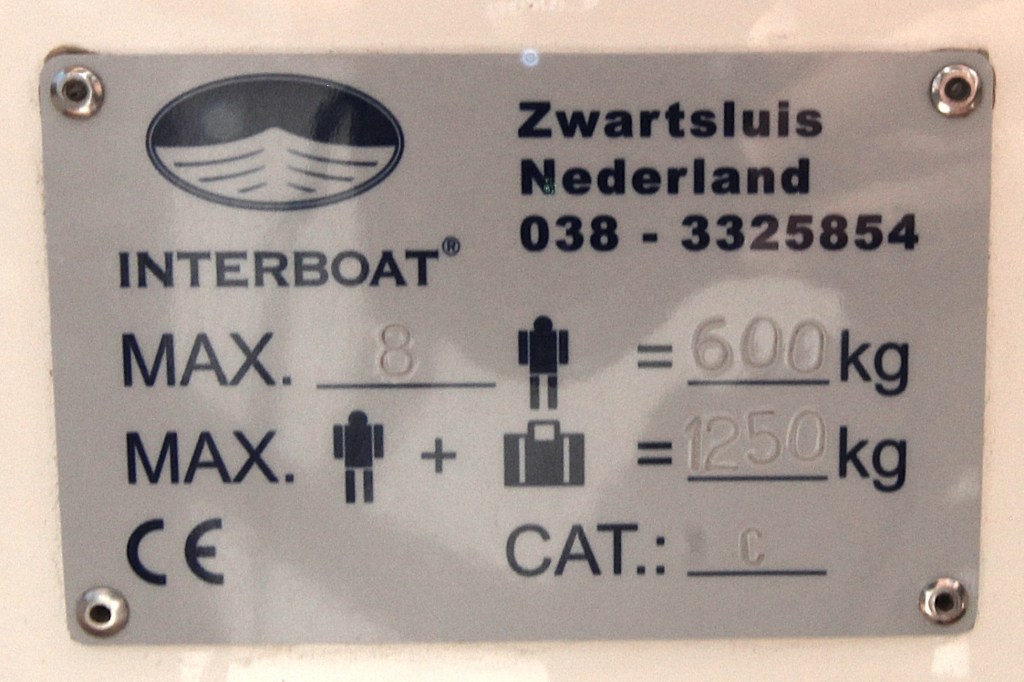 Zwartsluis
Nederland
038 - 3325854
INTERBOAT®
MAX. 8 = 600 kg
MAX. + = 1250 kg
CE CAT.: C